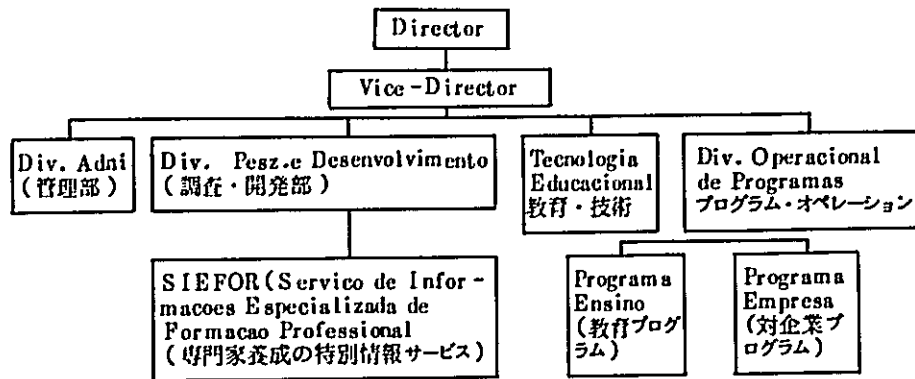 Director
Vice-Director
Div. Adni
(管理部)
Div. Pesz.e Desenvolvimento
(調査・開発部)
Tecnologia
Educacional
教育・技術
Div. Operacional
de Programas
プログラム・オペレーション
SIEFOR(Servico de Infor-
macoes Especializada de
Formacao Professional
(専門家養成の特別情報サービス)
Programa
Ensino
(教育プログ
ラム)
Programa
Empresa
(対企業プ
ログラム)